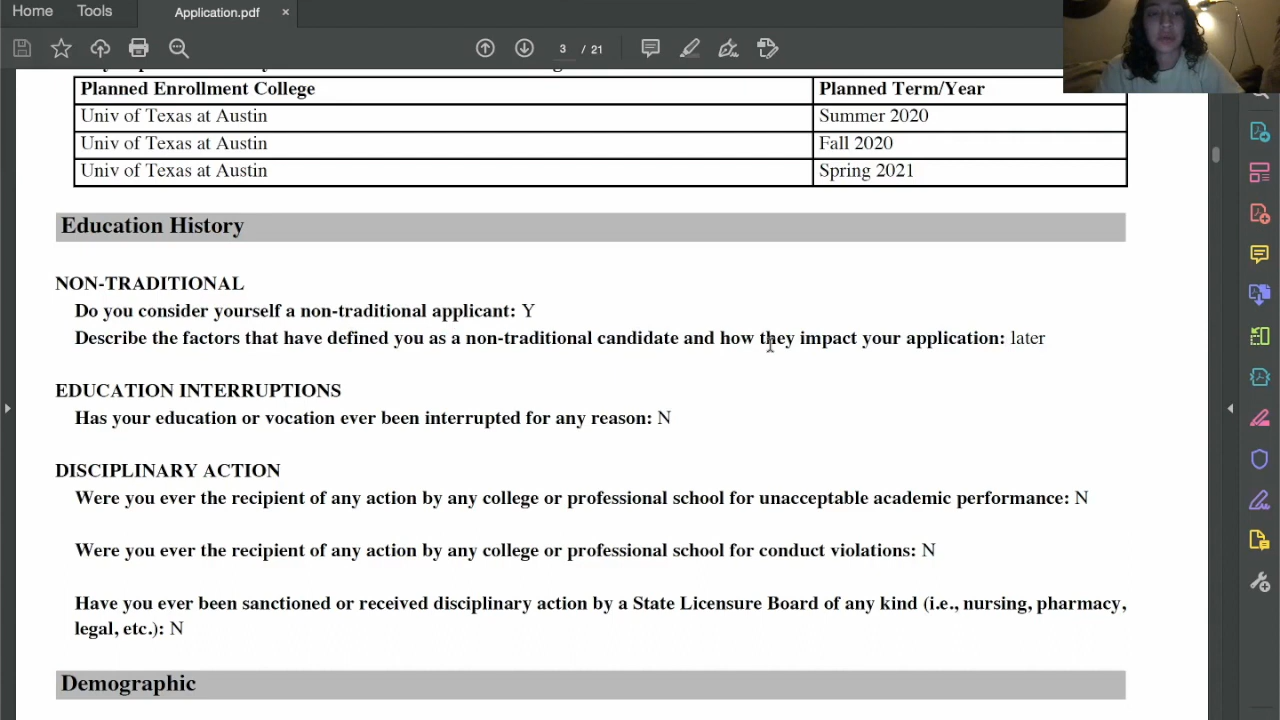 Home
Tools
Application.pdf
×
3 / 21
Planned Enrollment College
Planned Term/Year
Univ of Texas at Austin
Summer 2020
Univ of Texas at Austin
Fall 2020
Univ of Texas at Austin
Spring 2021
Education History
NON-TRADITIONAL
Do you consider yourself a non-traditional applicant: Y
Describe the factors that have defined you as a non-traditional candidate and how they impact your application: later
EDUCATION INTERRUPTIONS
Has your education or vocation ever been interrupted for any reason: N
DISCIPLINARY ACTION
Were you ever the recipient of any action by any college or professional school for unacceptable academic performance: N
Were you ever the recipient of any action by any college or professional school for conduct violations: N
Have you ever been sanctioned or received disciplinary action by a State Licensure Board of any kind (i.e., nursing, pharmacy,
legal, etc.): N
Demographic